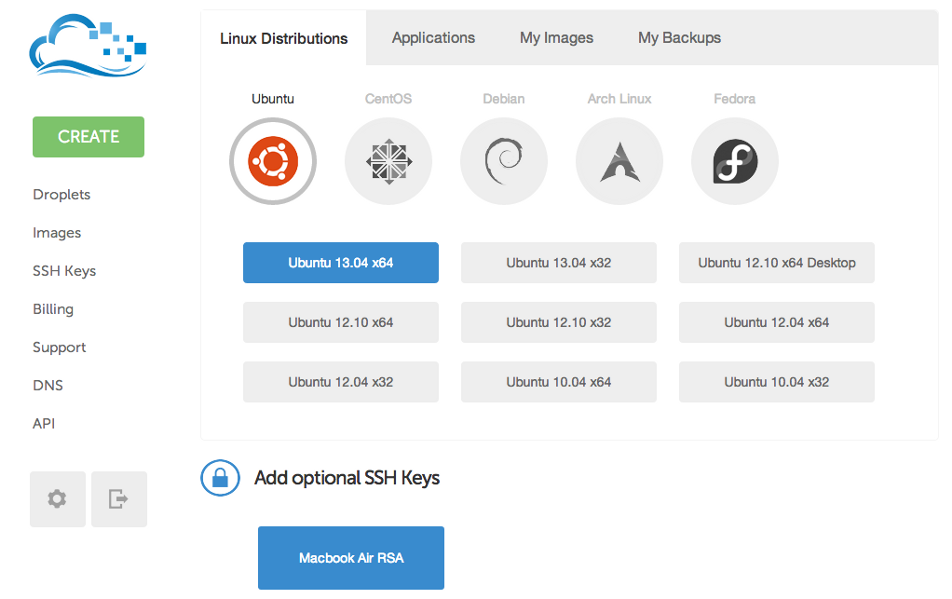 Linux Distributions
Applications
My Images
My Backups
Ubuntu
CentOS
Debian
Arch Linux
Fedora
CREATE
Droplets
Images
SSH Keys
Billing
Support
DNS
API
Ubuntu 13.04 x64
Ubuntu 13.04 x32
Ubuntu 12.10 x64 Desktop
Ubuntu 12.10 x64
Ubuntu 12.10 x32
Ubuntu 12.04 x64
Ubuntu 12.04 x32
Ubuntu 10.04 x64
Ubuntu 10.04 x32
Add optional SSH Keys
Macbook Air RSA